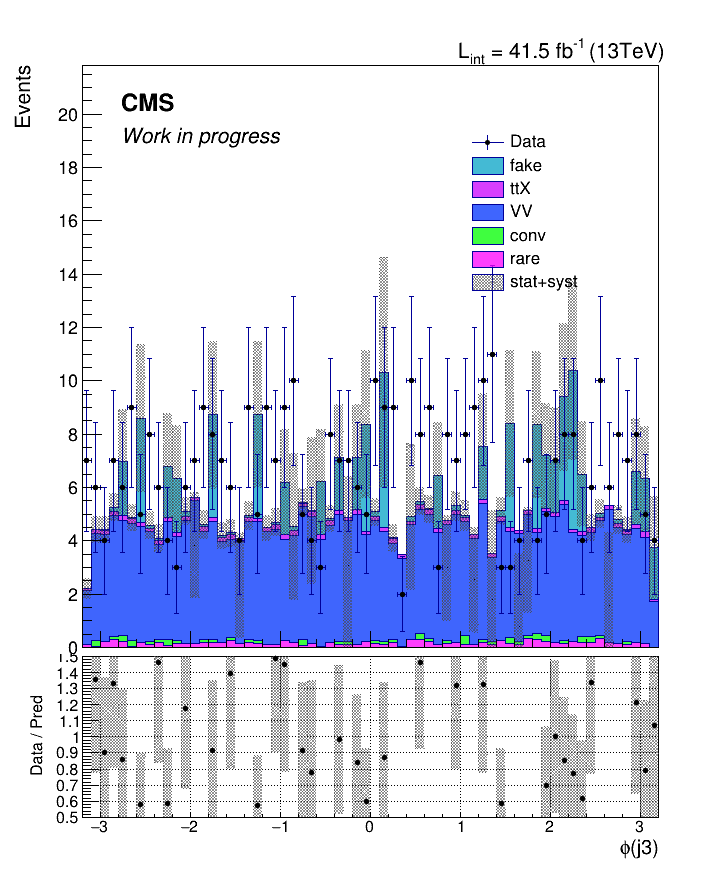 L_int = 41.5 fb^-1 (13TeV)
Events
CMS
Work in progress
Data
fake
ttX
VV
conv
rare
stat+syst
20
18
16
14
12
10
8
6
4
2
0
Data / Pred
1.5
1.4
1.3
1.2
1.1
1
0.9
0.8
0.7
0.6
0.5
−3 −2 −1 0 1 2 3
ϕ(j3)